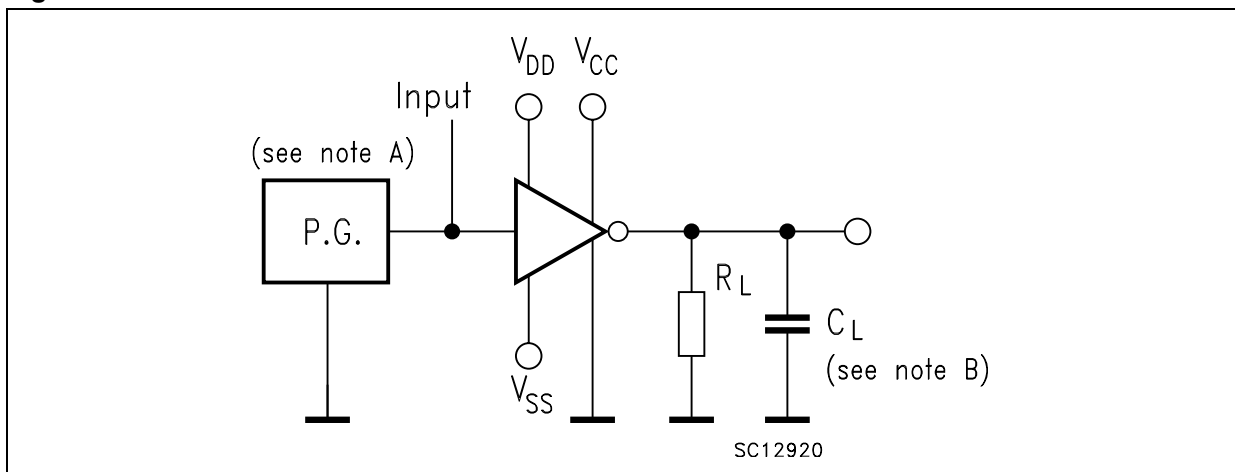 V_DD V_CC
Input
(see note A)
P.G.
R_L
C_L
(see note B)
V_SS
SC12920